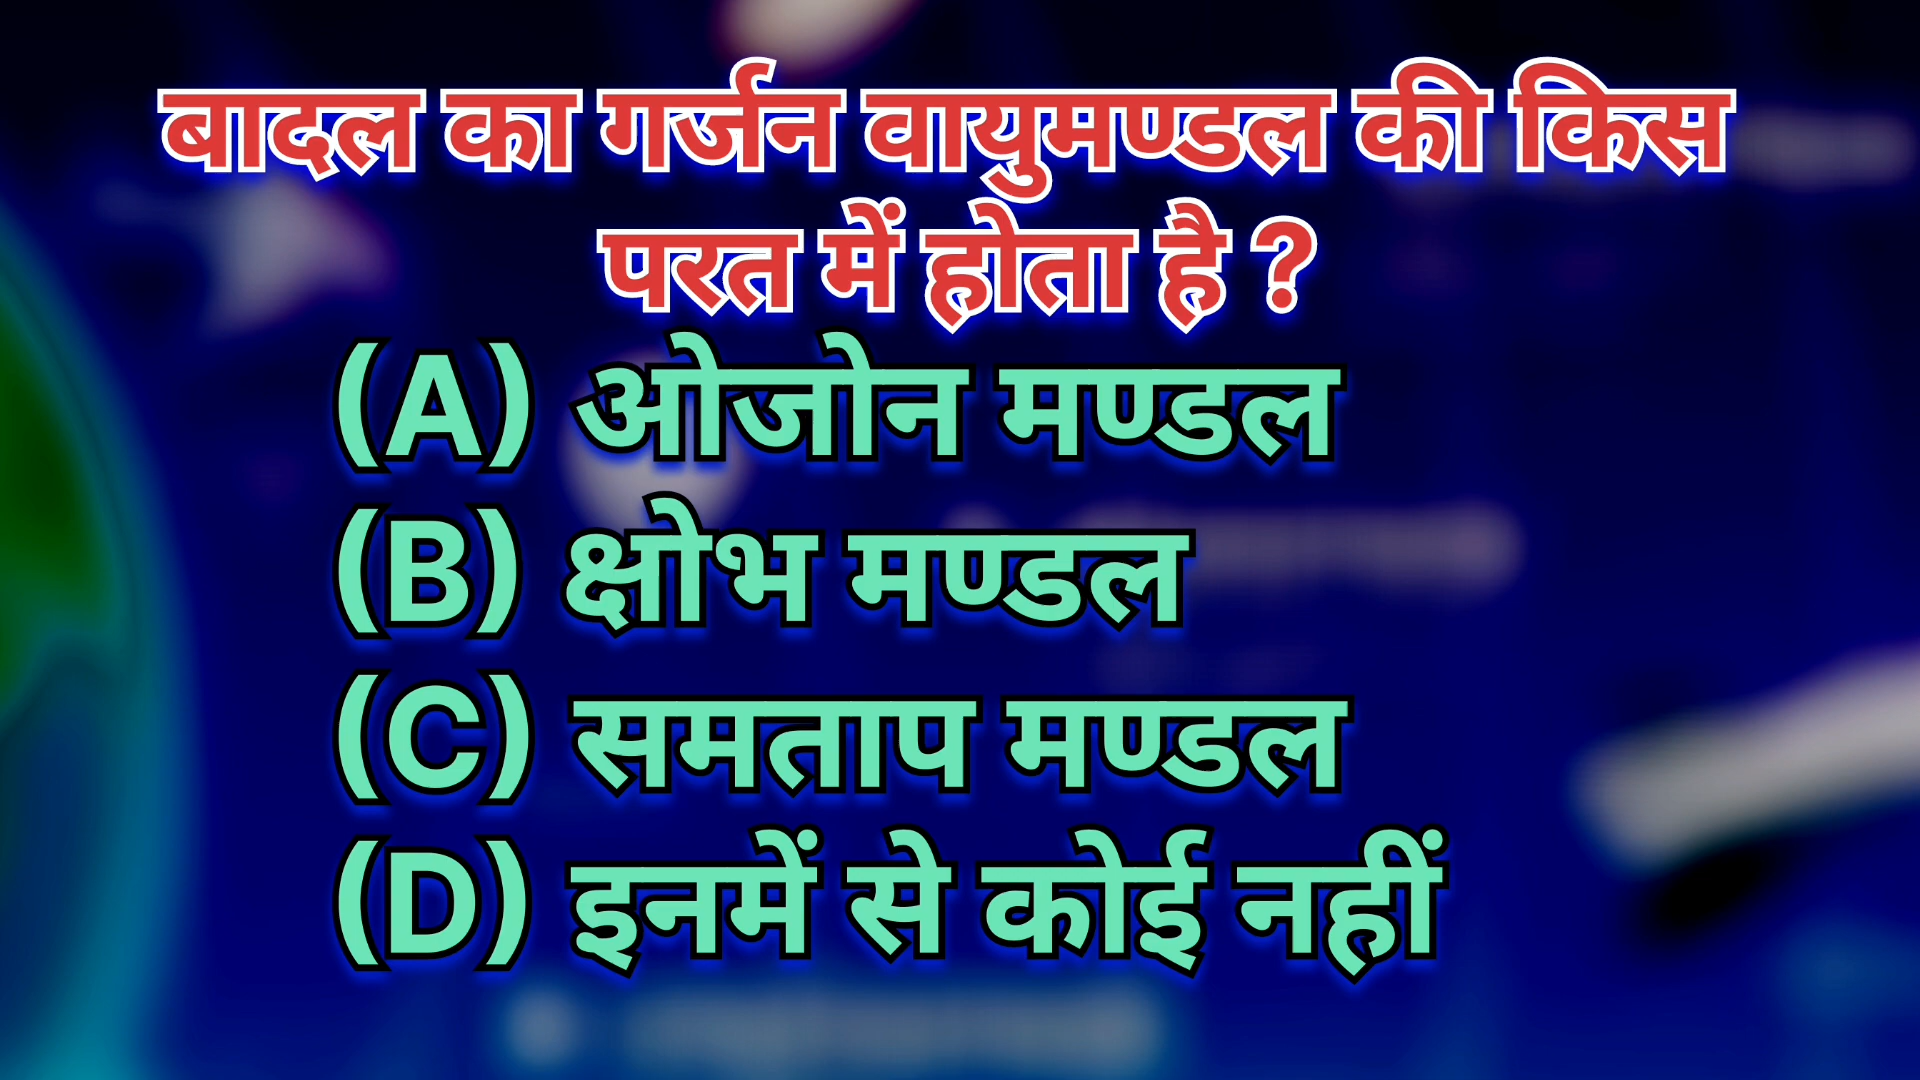 बादल का गर्जन वायुमण्डल की किस
परत में होता है ?
(A) ओजोन मण्डल
(B) क्षोभ मण्डल
(C) समताप मण्डल
(D) इनमें से कोई नहीं